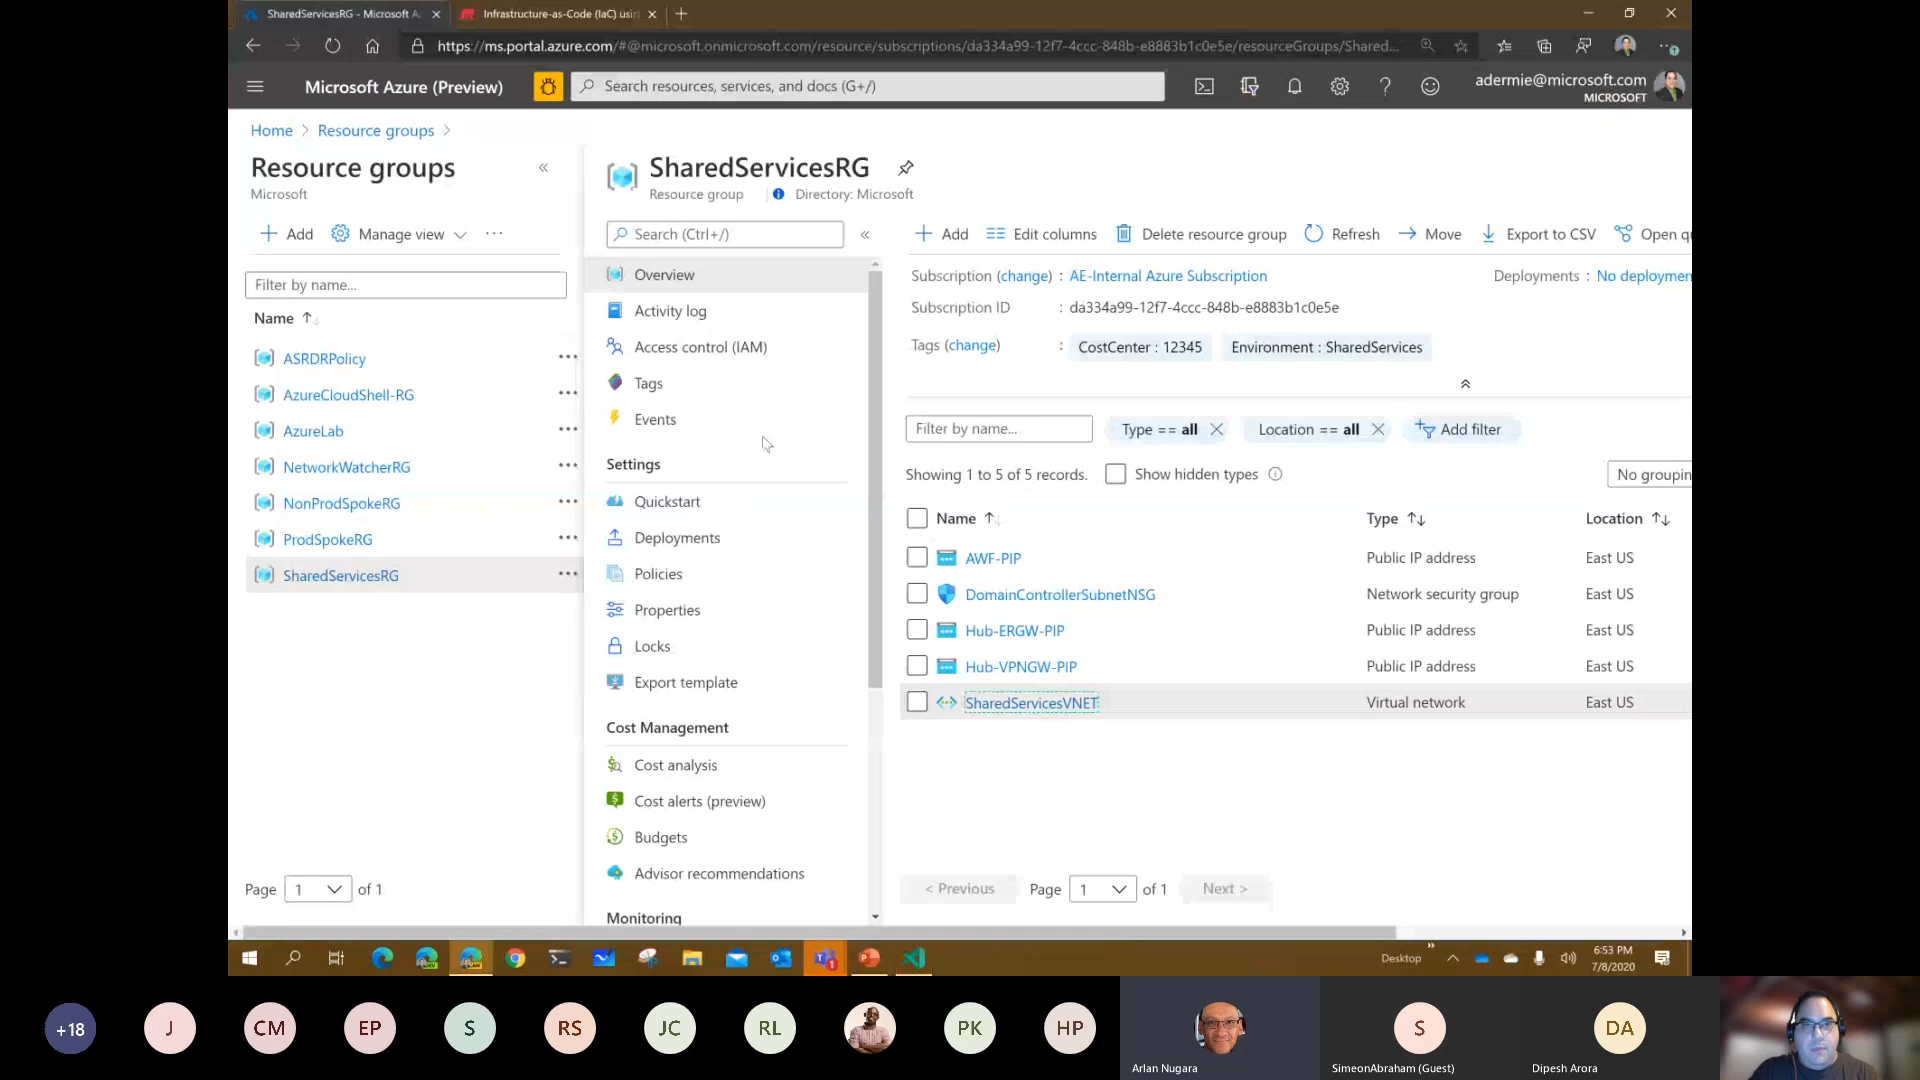 SharedServicesRG - Microsoft A
Infrastructure-as-Code (IaC) usin
https://ms.portal.azure.com/#@microsoft.onmicrosoft.com/resource/subscriptions/da334a99-12f7-4ccc-848b-e8883b1c0e5e/resourceGroups/Shared...
Microsoft Azure (Preview)
Search resources, services, and docs (G+/)
adermie@microsoft.com
MICROSOFT
Home > Resource groups >
Resource groups
Microsoft
Add
Manage view
Filter by name...
Name
ASRDRPolicy
AzureCloudShell-RG
AzureLab
NetworkWatcherRG
NonProdSpokeRG
ProdSpokeRG
SharedServicesRG
Page 1 of 1
SharedServicesRG
Resource group
Directory: Microsoft
Search (Ctrl+/)
Overview
Activity log
Access control (IAM)
Tags
Events
Settings
Quickstart
Deployments
Policies
Properties
Locks
Export template
Cost Management
Cost analysis
Cost alerts (preview)
Budgets
Advisor recommendations
Monitoring
Add
Edit columns
Delete resource group
Refresh
Move
Export to CSV
Open qu
Subscription (change) : AE-Internal Azure Subscription
Deployments : No deploymen
Subscription ID : da334a99-12f7-4ccc-848b-e8883b1c0e5e
Tags (change) : CostCenter : 12345 Environment : SharedServices
Filter by name...
Type == all
Location == all
Add filter
Showing 1 to 5 of 5 records.
Show hidden types
No groupin
Name Type Location
AWF-PIP Public IP address East US
DomainControllerSubnetNSG Network security group East US
Hub-ERGW-PIP Public IP address East US
Hub-VPNGW-PIP Public IP address East US
SharedServicesVNET Virtual network East US
< Previous Page 1 of 1 Next >
Desktop
6:53 PM
7/8/2020
+18
J
CM
EP
S
RS
JC
RL
PK
HP
Arlan Nugara
S
SimeonAbraham (Guest)
DA
Dipesh Arora